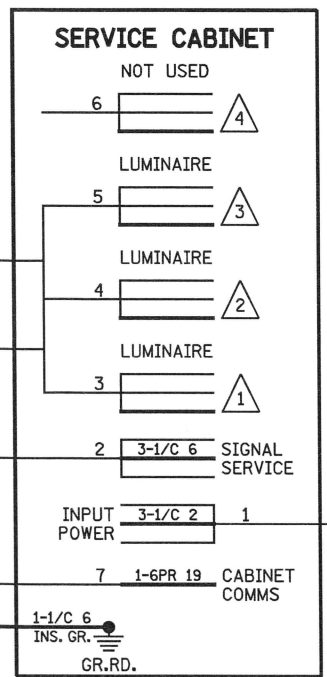 SERVICE CABINET
NOT USED
6
4
LUMINAIRE
5
3
LUMINAIRE
4
2
LUMINAIRE
3
1
2 3-1/C 6 SIGNAL
SERVICE
INPUT 3-1/C 2 1
POWER
7 1-6PR 19 CABINET
COMMS
1-1/C 6
INS. GR.
GR.RD.